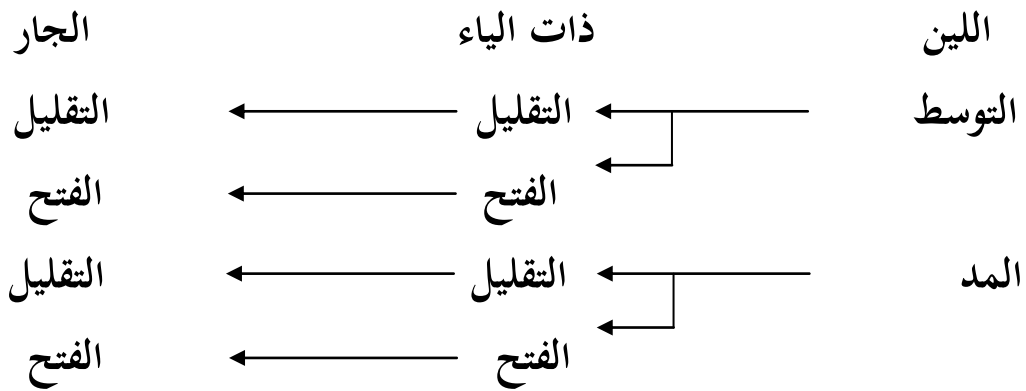 اللين ذات الياء الجار
التوسط التقليل التقليل
الفتح الفتح
المد التقليل التقليل
الفتح الفتح